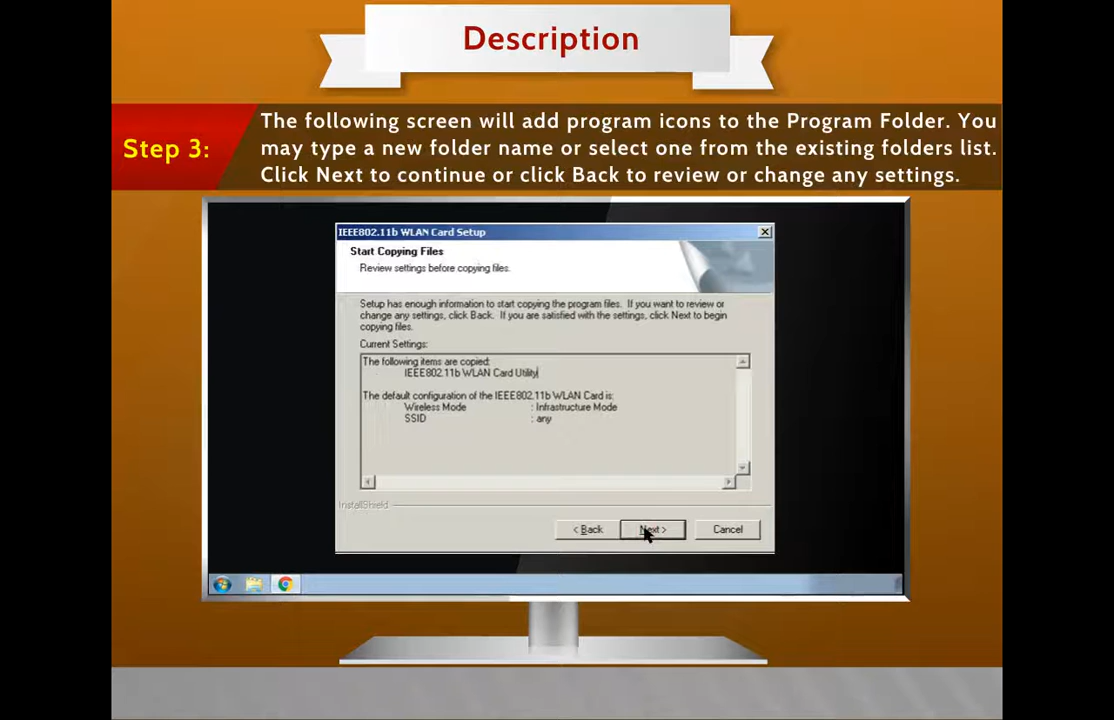 Description
Step 3:
The following screen will add program icons to the Program Folder. You
may type a new folder name or select one from the existing folders list.
Click Next to continue or click Back to review or change any settings.
IEEE802.11b WLAN Card Setup
Start Copying Files
Review settings before copying files.
Setup has enough information to start copying the program files. If you want to review or
change any settings, click Back. If you are satisfied with the settings, click Next to begin
copying files.
Current Settings:
The following items are copied:
IEEE802.11b WLAN Card Utility
The default configuration of the IEEE802.11b WLAN Card is:
Wireless Mode : Infrastructure Mode
SSID : any
InstallShield
< Back Next > Cancel